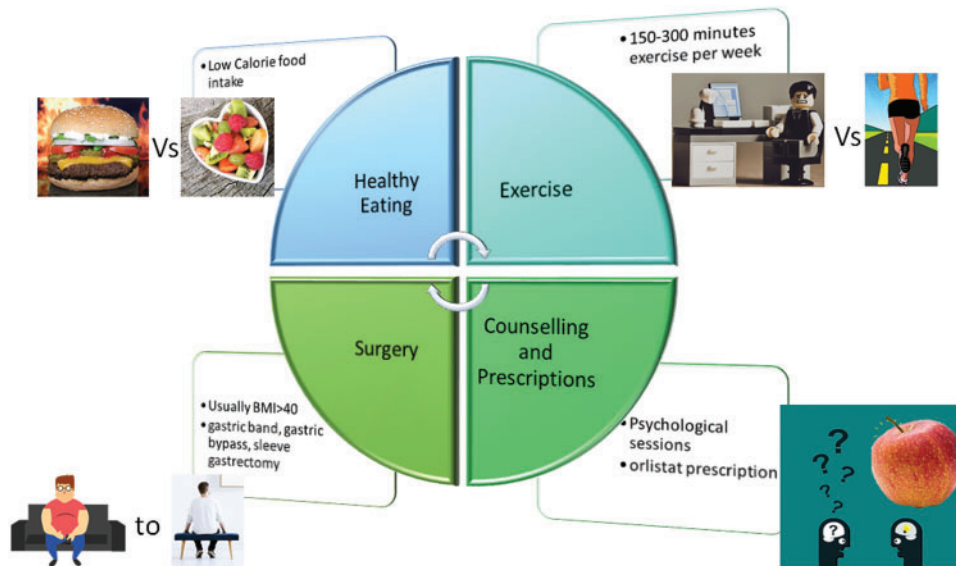 • Low Calorie food
intake
• 150-300 minutes
exercise per week
Vs
Vs
Healthy
Eating
Exercise
Surgery
Counselling
and
Prescriptions
• Usually BMI>40
• gastric band, gastric
bypass, sleeve
gastrectomy
• Psychological
sessions
• orlistat prescription
to
?
?
?
?
?
?
?